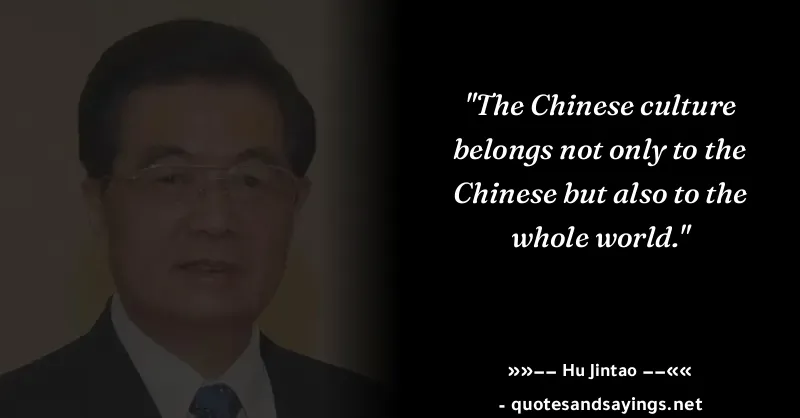 "The Chinese culture
belongs not only to the
Chinese but also to the
whole world."
»»−− Hu Jintao −−««
- quotesandsayings.net